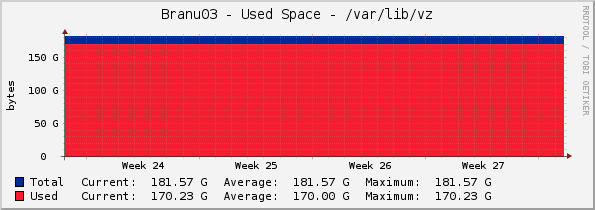 Branu03 - Used Space - /var/lib/vz
RRDTOOL / TOBI OETIKER
bytes
150 G
100 G
50 G
0
Week 24 Week 25 Week 26 Week 27
Total Current: 181.57 G Average: 181.57 G Maximum: 181.57 G
Used Current: 170.23 G Average: 170.00 G Maximum: 170.23 G